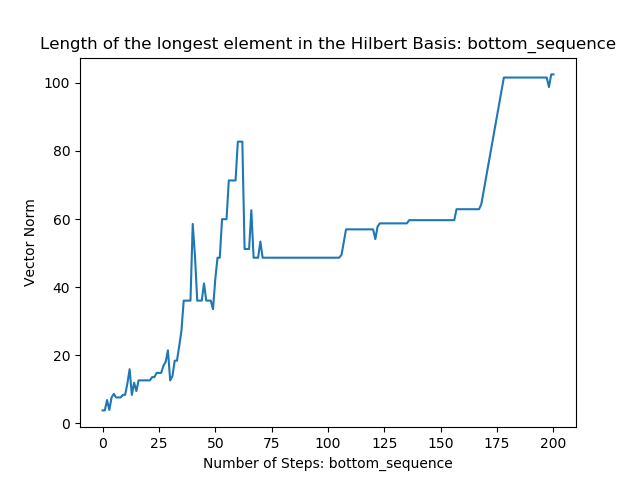 Length of the longest element in the Hilbert Basis: bottom_sequence
100
80
60
40
20
0
Vector Norm
0 25 50 75 100 125 150 175 200
Number of Steps: bottom_sequence